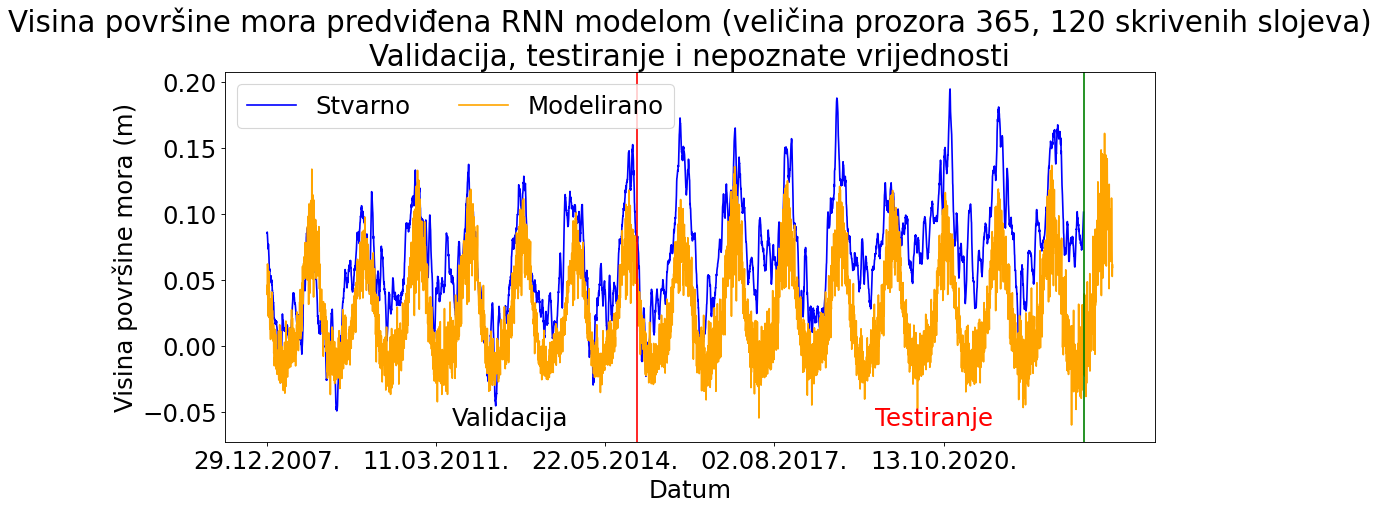 Visina površine mora predviđena RNN modelom (veličina prozora 365, 120 skrivenih slojeva)
Validacija, testiranje i nepoznate vrijednosti
Stvarno Modelirano
Visina površine mora (m)
0.20
0.15
0.10
0.05
0.00
−0.05
Validacija Testiranje
29.12.2007. 11.03.2011. 22.05.2014. 02.08.2017. 13.10.2020.
Datum